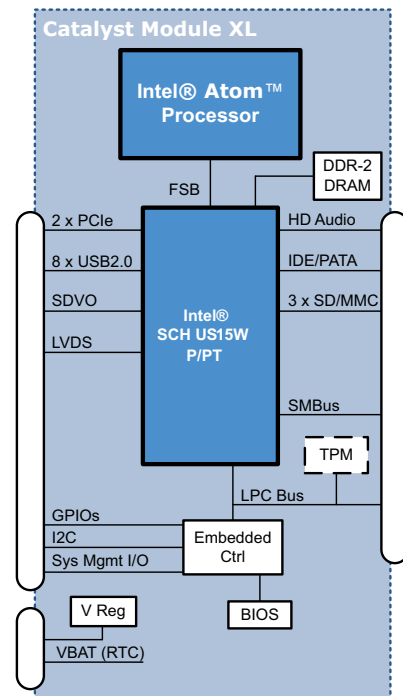 Catalyst Module XL
Intel® Atom™
Processor
DDR-2
DRAM
FSB
2 x PCIe
HD Audio
8 x USB2.0
IDE/PATA
SDVO
3 x SD/MMC
Intel®
SCH US15W
P/PT
LVDS
SMBus
TPM
LPC Bus
GPIOs
I2C
Embedded
Ctrl
Sys Mgmt I/O
V Reg
BIOS
VBAT (RTC)